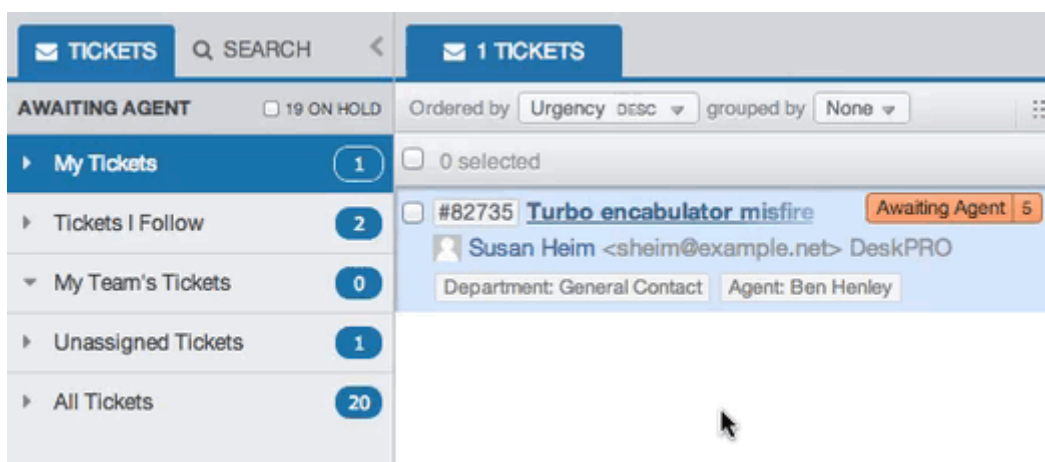 TICKETS
SEARCH
AWAITING AGENT
19 ON HOLD
My Tickets 1
Tickets I Follow 2
My Team's Tickets 0
Unassigned Tickets 1
All Tickets 20
1 TICKETS
Ordered by Urgency DESC grouped by None
0 selected
#82735 Turbo encabulator misfire Awaiting Agent 5
Susan Heim <sheim@example.net> DeskPRO
Department: General Contact Agent: Ben Henley